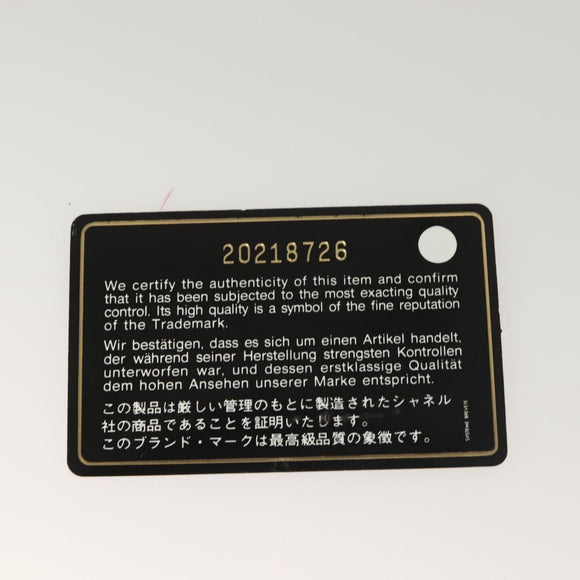 20218726
We certify the authenticity of this item and confirm
that it has been subjected to the most exacting quality
control. Its high quality is a symbol of the fine reputation
of the Trademark.
Wir bestätigen, dass es sich um einen Artikel handelt,
der während seiner Herstellung strengsten Kontrollen
unterworfen war, und dessen erstklassige Qualität
dem hohen Ansehen unserer Marke entspricht.
この製品は厳しい管理のもとに製造されたシャネル
社の商品であることを証明いたします。
このブランド・マークは最高級品質の象徴です。